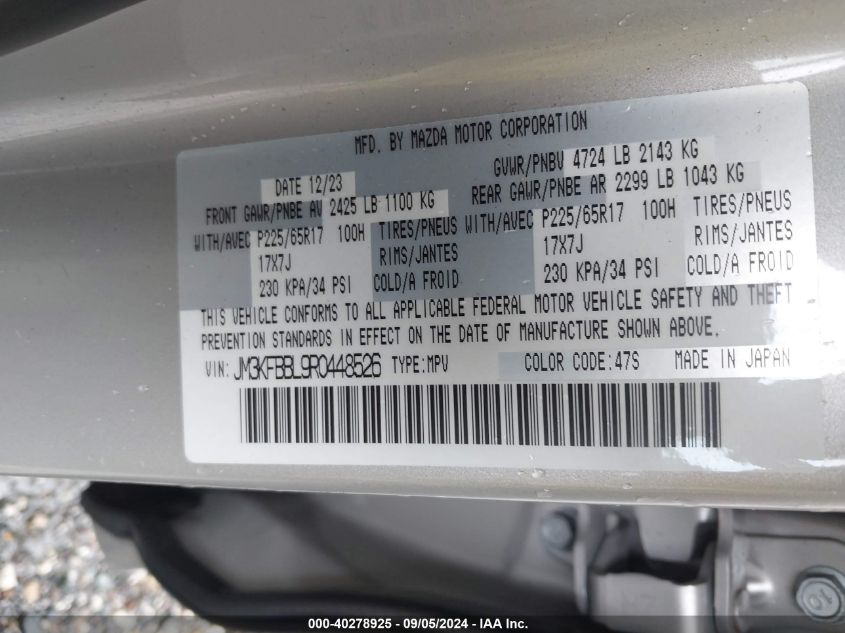 MFD. BY MAZDA MOTOR CORPORATION
DATE 12/23 GVWR/PNBV 4724 LB 2143 KG
FRONT GAWR/PNBE AV 2425 LB 1100 KG REAR GAWR/PNBE AR 2299 LB 1043 KG
WITH/AVEC P225/65R17 100H TIRES/PNEUS WITH/AVEC P225/65R17 100H TIRES/PNEUS
17X7J RIMS/JANTES 17X7J RIMS/JANTES
230 KPA/34 PSI COLD/A FROID 230 KPA/34 PSI COLD/A FROID
THIS VEHICLE CONFORMS TO ALL APPLICABLE FEDERAL MOTOR VEHICLE SAFETY AND THEFT
PREVENTION STANDARDS IN EFFECT ON THE DATE OF MANUFACTURE SHOWN ABOVE.
VIN: JM3KFBBL9R0448526 TYPE:MPV COLOR CODE:47S MADE IN JAPAN
10
000-40278925 - 09/05/2024 - IAA Inc.